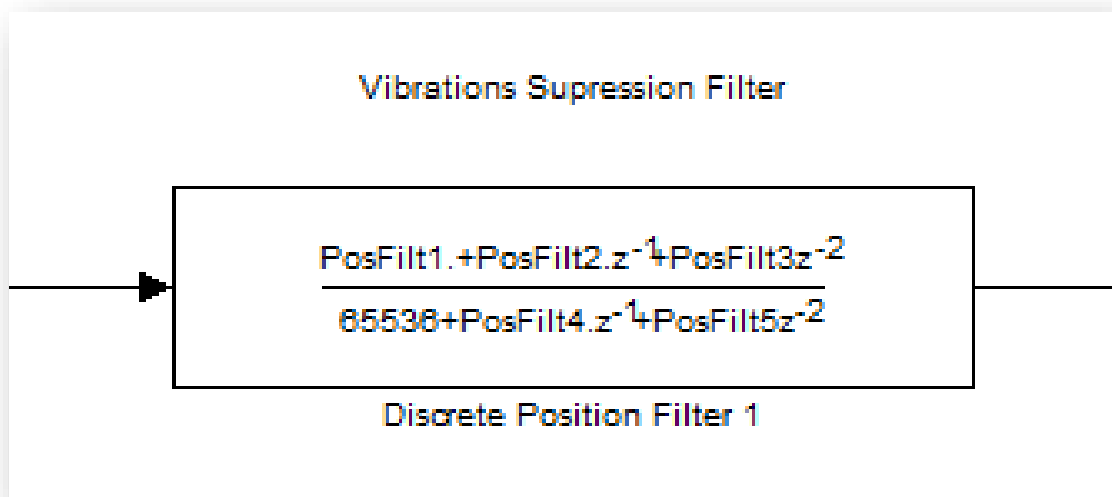 Vibrations Supression Filter
PosFilt1.+PosFilt2.z⁻¹+PosFilt3z⁻²
65536+PosFilt4.z⁻¹+PosFilt5z⁻²
Discrete Position Filter 1